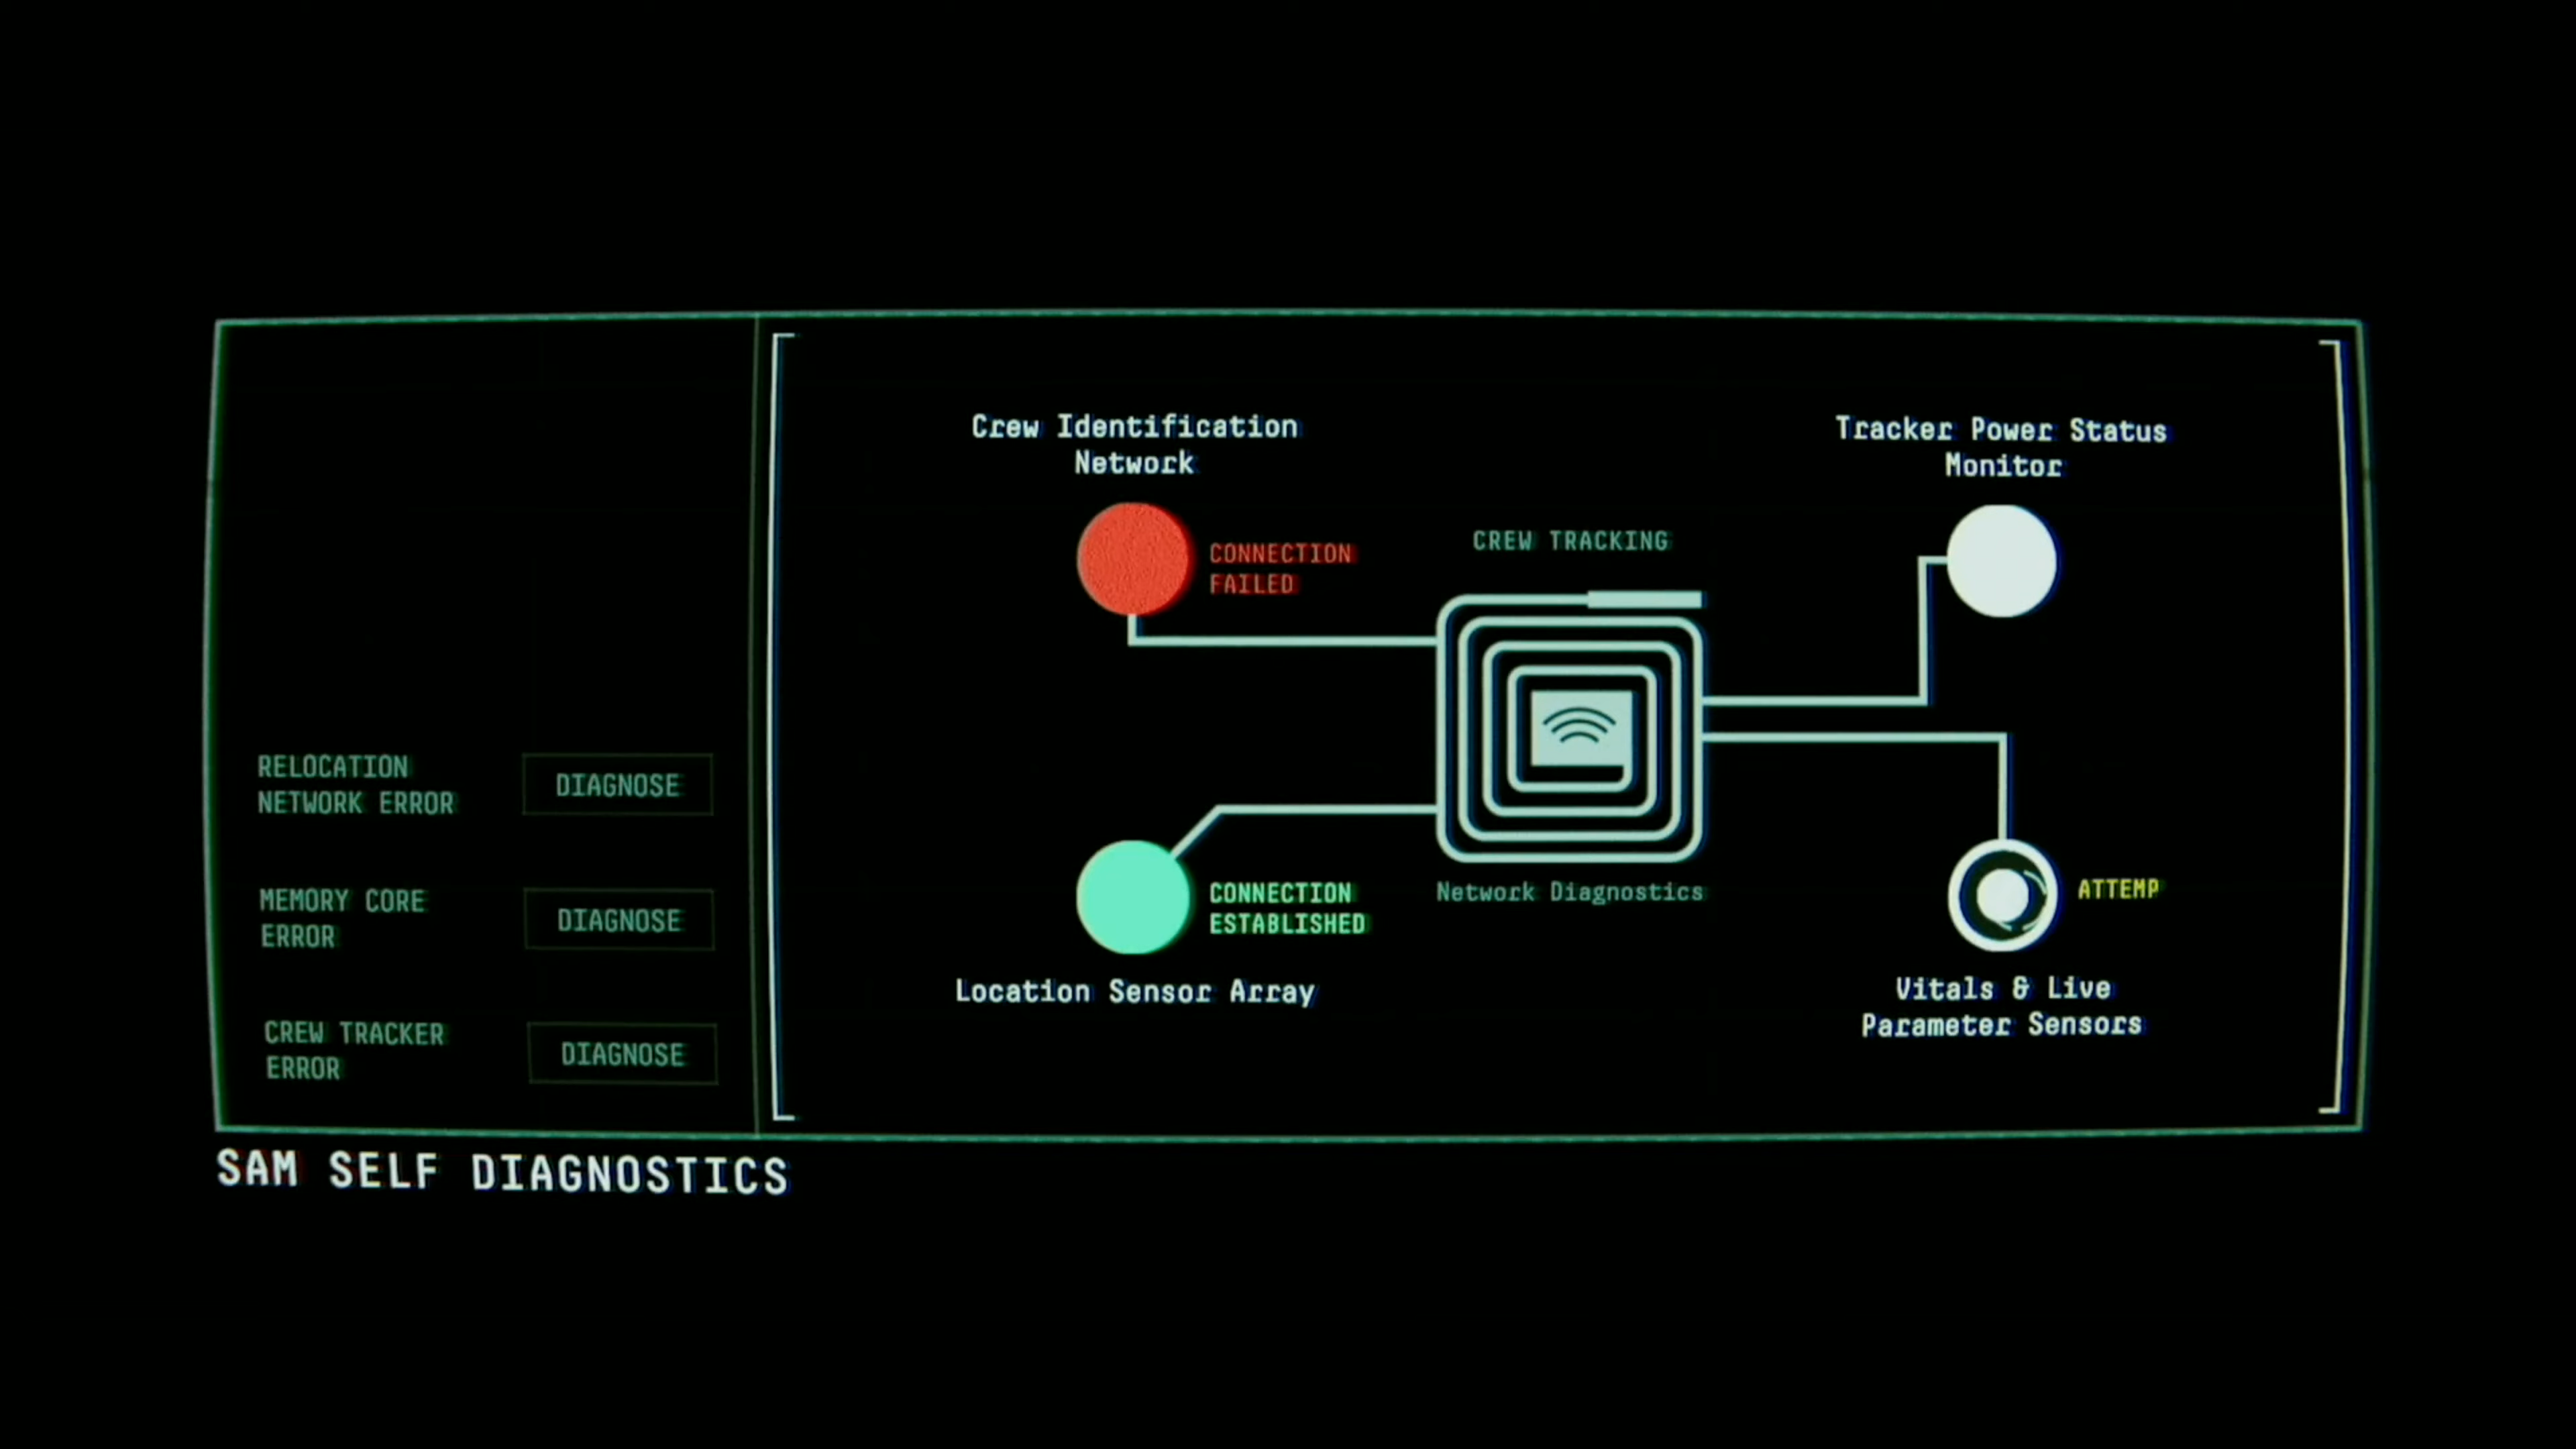 Crew Identification
Network
CONNECTION
FAILED
Tracker Power Status
Monitor
CREW TRACKING
Network Diagnostics
CONNECTION
ESTABLISHED
Location Sensor Array
ATTEMP
Vitals & Live
Parameter Sensors
RELOCATION
NETWORK ERROR
DIAGNOSE
MEMORY CORE
ERROR
DIAGNOSE
CREW TRACKER
ERROR
DIAGNOSE
SAM SELF DIAGNOSTICS